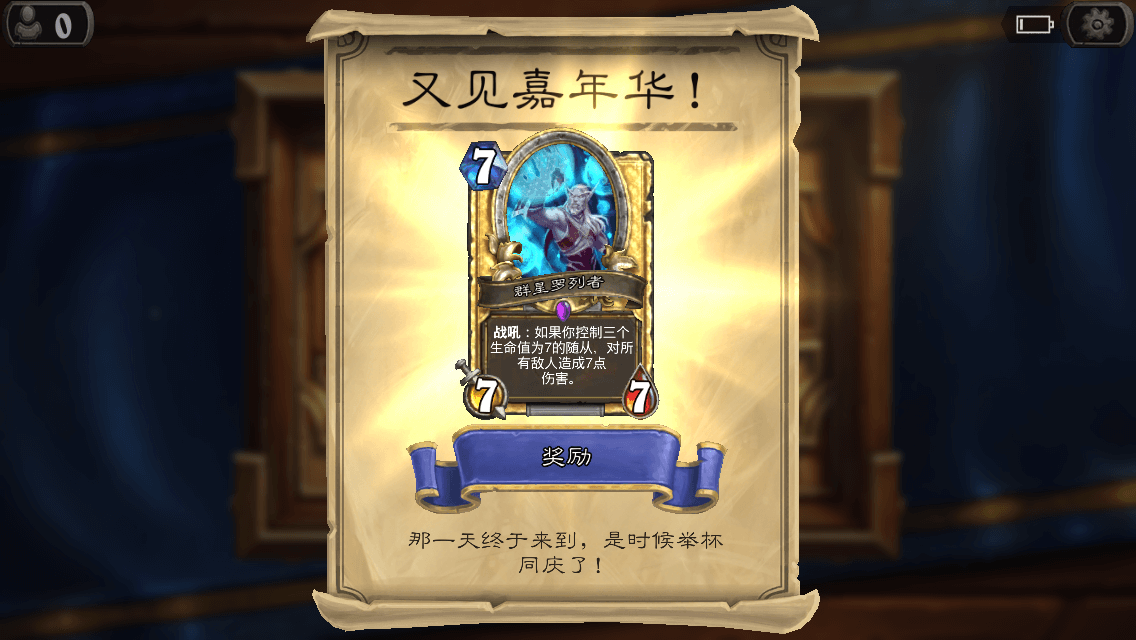 0
又见嘉年华！
7
群星罗列者
战吼：如果你控制三个
生命值为7的随从，对所
有敌人造成7点
伤害。
7
7
奖励
那一天终于来到，是时候举杯
同庆了！